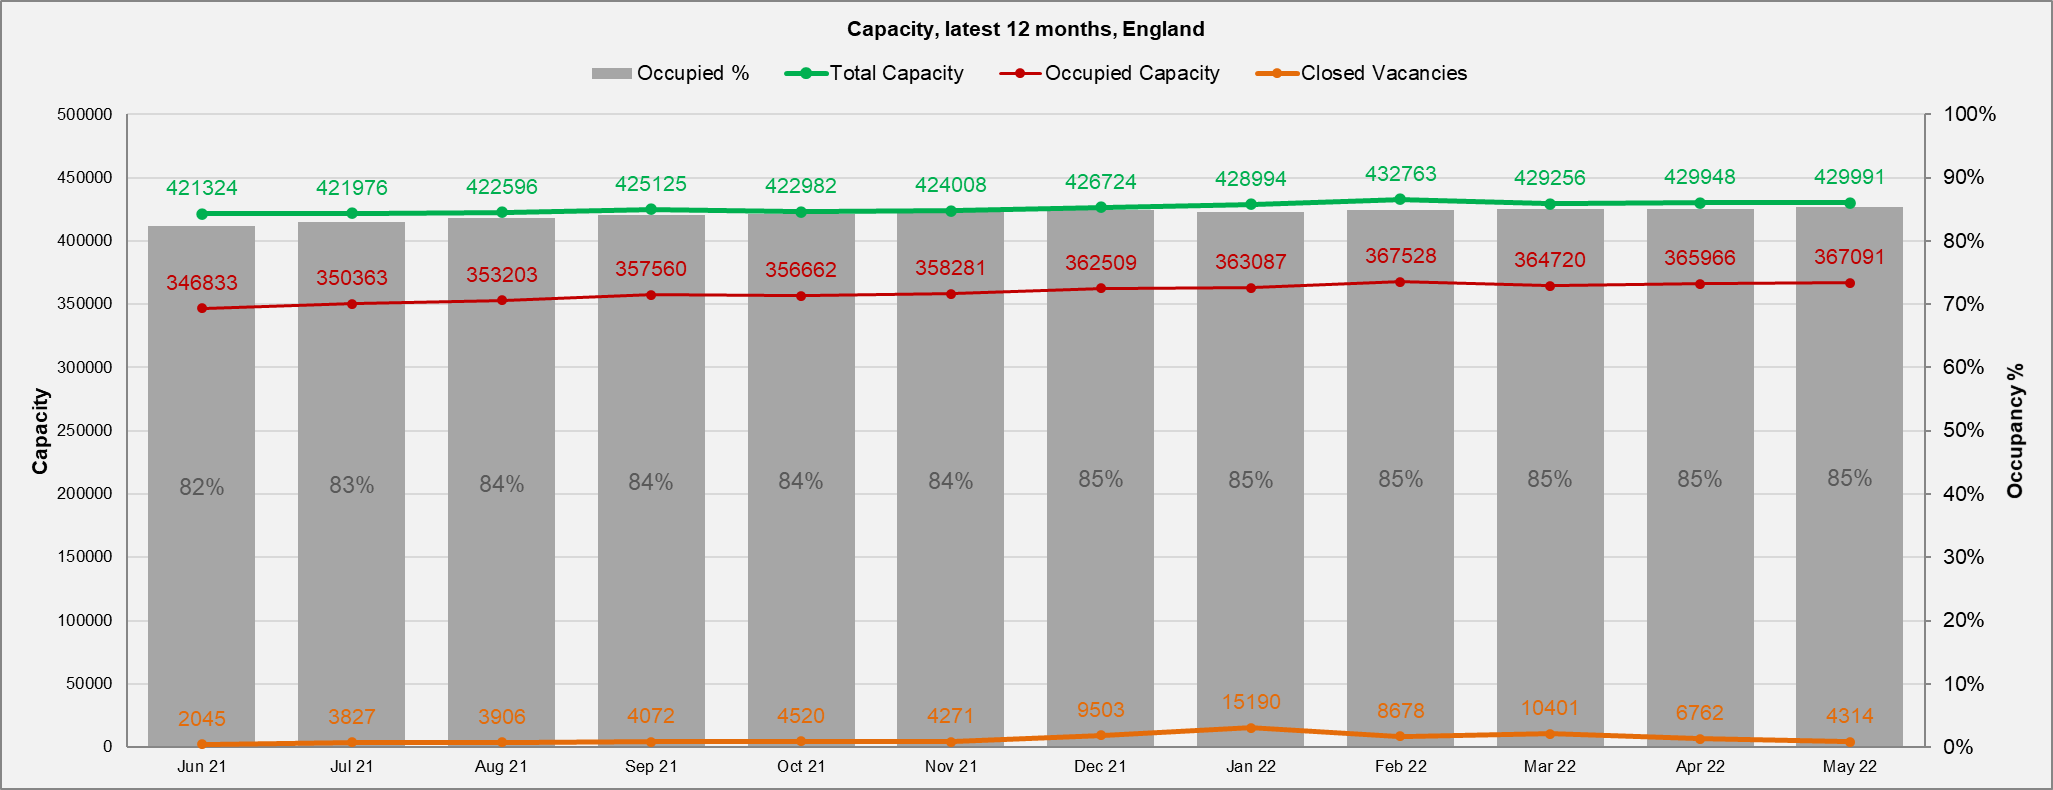 Capacity, latest 12 months, England
Occupied % Total Capacity Occupied Capacity Closed Vacancies
500000 100%
450000 421324 421976 422596 425125 422982 424008 426724 428994 432763 429256 429948 429991 90%
400000 80%
350000 346833 350363 353203 357560 356662 358281 362509 363087 367528 364720 365966 367091 70%
300000 60%
250000 50%
200000 82% 83% 84% 84% 84% 84% 85% 85% 85% 85% 85% 85% 40%
150000 30%
100000 20%
50000 10%
2045 3827 3906 4072 4520 4271 9503 15190 8678 10401 6762 4314
0 0%
Jun 21 Jul 21 Aug 21 Sep 21 Oct 21 Nov 21 Dec 21 Jan 22 Feb 22 Mar 22 Apr 22 May 22
Capacity
Occupancy %